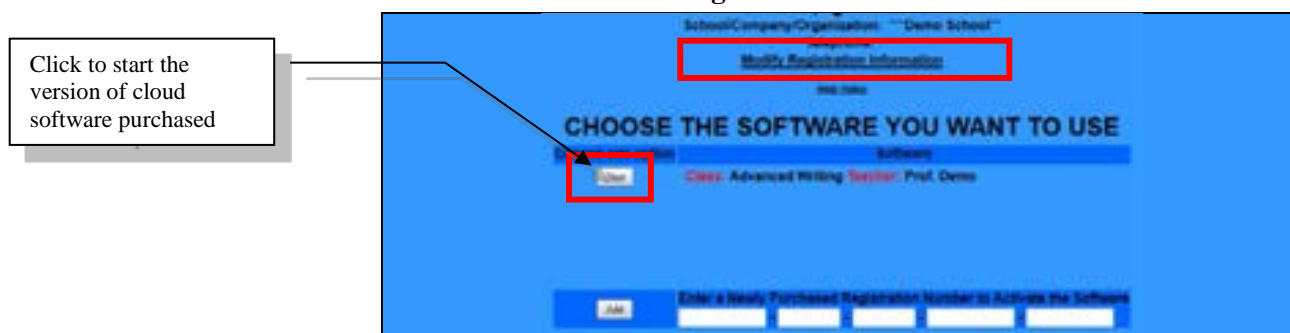 School/Company/Organisation: ```Demo School```
Modify Registration Information
Click to start the
version of cloud
software purchased
CHOOSE THE SOFTWARE YOU WANT TO USE
Software
Use
Class: Advanced Writing Teacher: Prof. Demo
Enter a Newly Purchased Registration Number to Activate the Software
Add